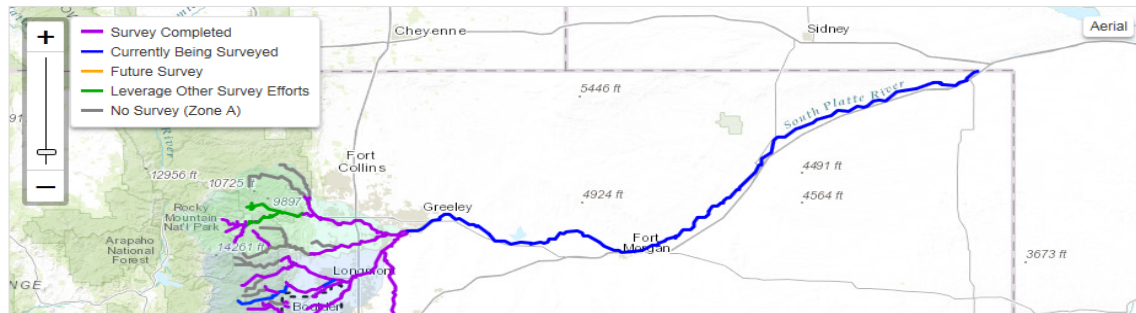 Survey Completed
Currently Being Surveyed
Future Survey
Leverage Other Survey Efforts
No Survey (Zone A)
Cheyenne
Sidney
Aerial
5446 ft
South Platte River
Fort
Collins
12956 ft
10725 ft
9897
4491 ft
4924 ft
4564 ft
Greeley
Rocky
Mountain
Nat'l Park
Arapaho
National
Forest
14261 ft
Fort
Morgan
3673 ft
Longmont
NGE
Boulder